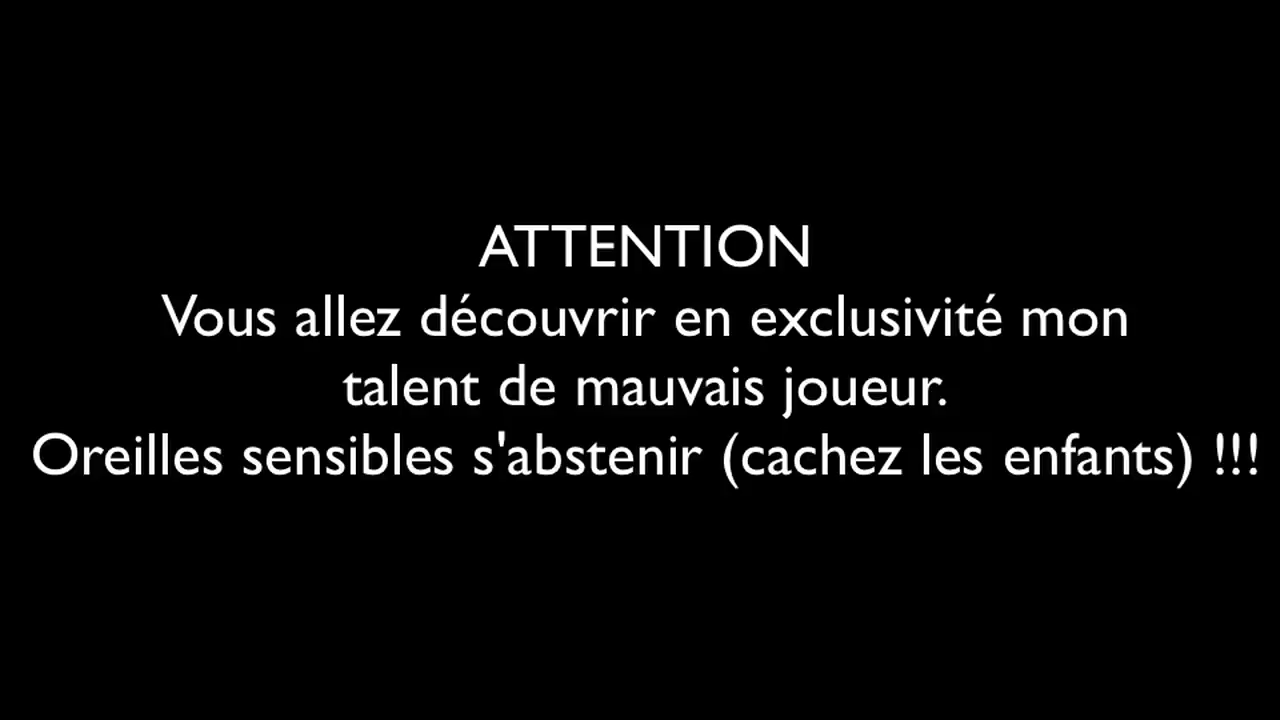 ATTENTION
Vous allez découvrir en exclusivité mon
talent de mauvais joueur.
Oreilles sensibles s'abstenir (cachez les enfants) !!!